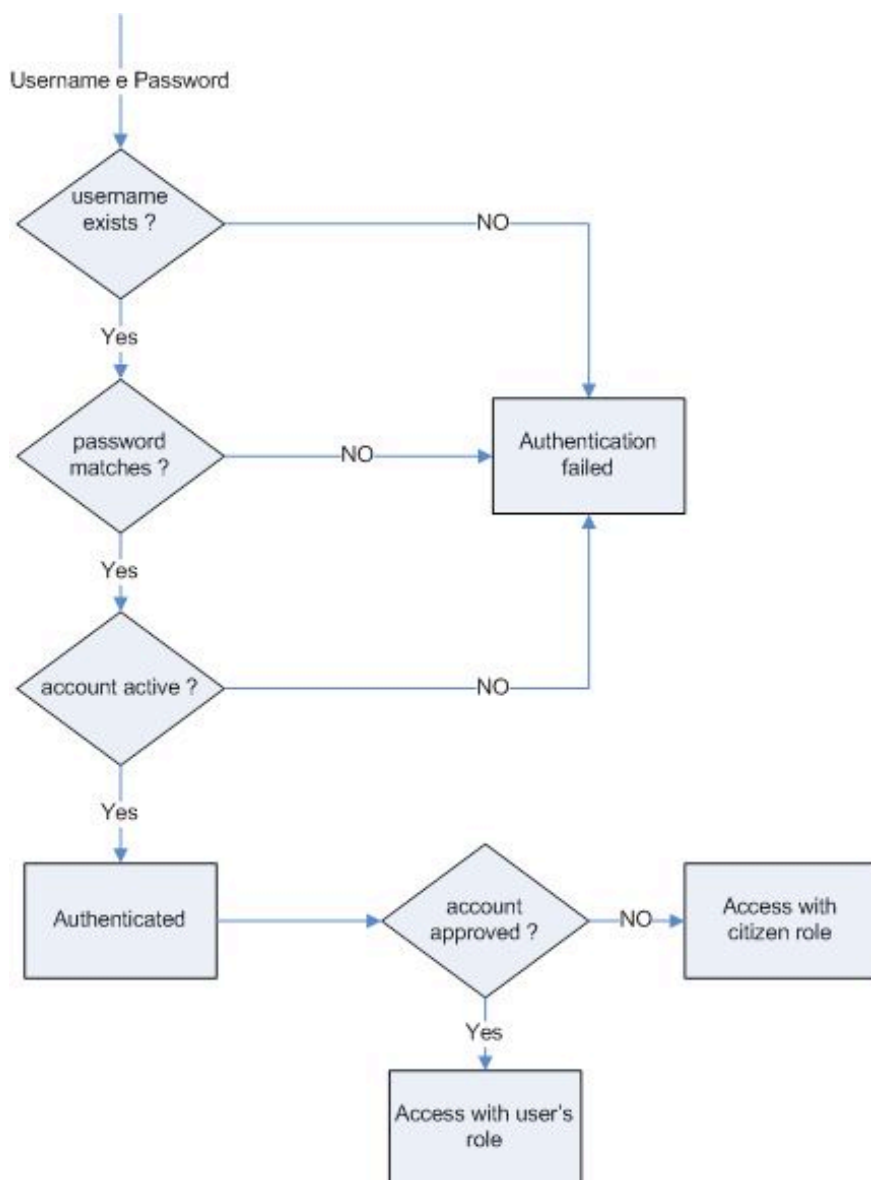 Username e Password
username
exists ?
NO
Yes
password
matches ?
NO
Authentication
failed
Yes
account active ?
NO
Yes
Authenticated
account
approved ?
NO
Access with
citizen role
Yes
Access with user's
role